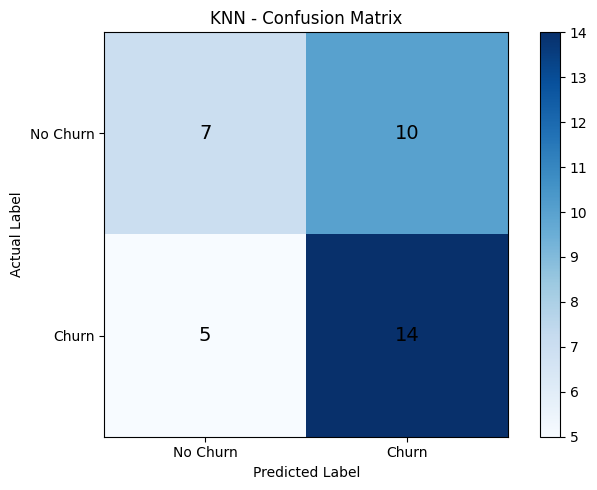 KNN - Confusion Matrix
Actual Label
No Churn
Churn
7
10
5
14
No Churn
Churn
Predicted Label
14
13
12
11
10
9
8
7
6
5